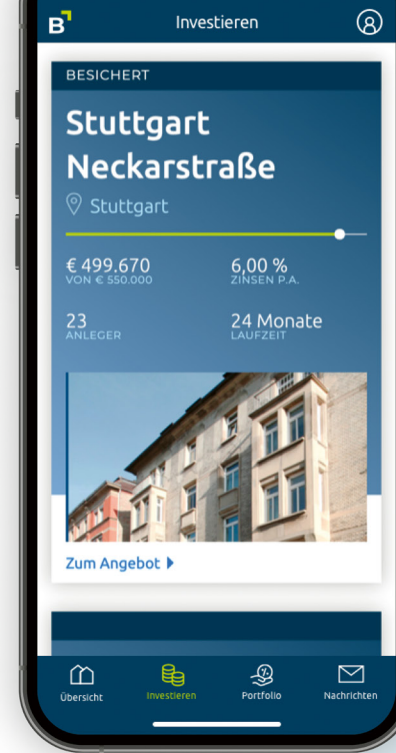 B
Investieren
BESICHERT
Stuttgart
Neckarstraße
Stuttgart
€ 499.670
VON € 550.000
6,00 %
ZINSEN P.A.
23
ANLEGER
24 Monate
LAUFZEIT
Zum Angebot
Übersicht
Investieren
Portfolio
Nachrichten